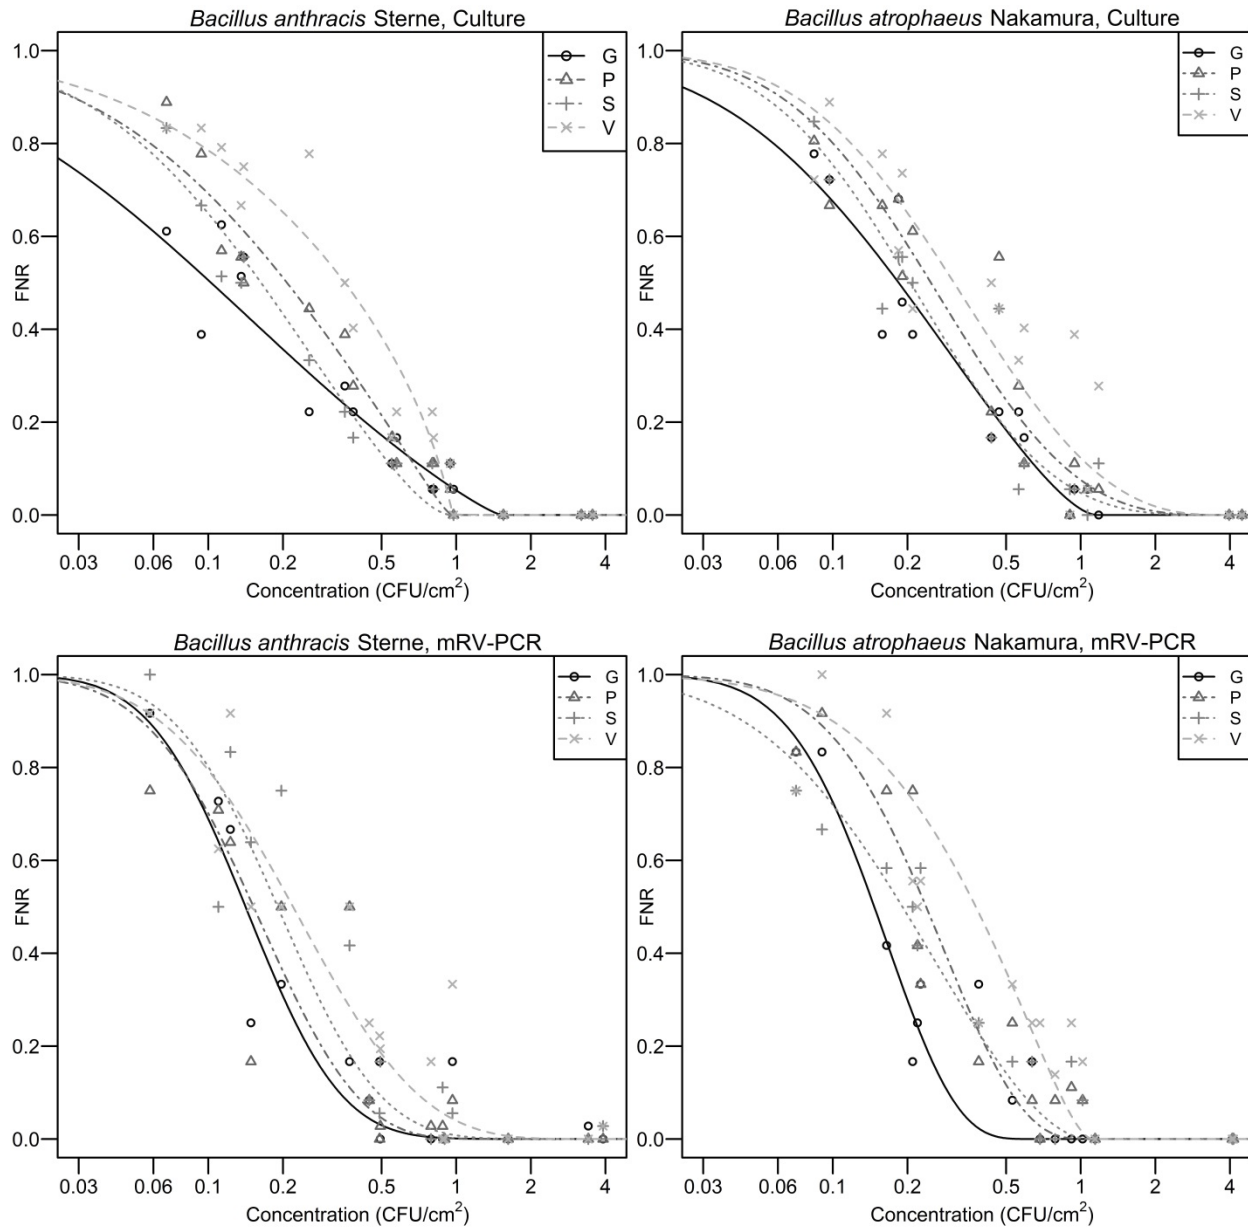 Bacillus anthracis Sterne, Culture
1.0
0.8
0.6
0.4
0.2
0.0
FNR
G
P
S
V
0.03 0.06 0.1 0.2 0.5 1 2 4
Concentration (CFU/cm²)
Bacillus atrophaeus Nakamura, Culture
1.0
0.8
0.6
0.4
0.2
0.0
FNR
G
P
S
V
0.03 0.06 0.1 0.2 0.5 1 2 4
Concentration (CFU/cm²)
Bacillus anthracis Sterne, mRV-PCR
1.0
0.8
0.6
0.4
0.2
0.0
FNR
G
P
S
V
0.03 0.06 0.1 0.2 0.5 1 2 4
Concentration (CFU/cm²)
Bacillus atrophaeus Nakamura, mRV-PCR
1.0
0.8
0.6
0.4
0.2
0.0
FNR
G
P
S
V
0.03 0.06 0.1 0.2 0.5 1 2 4
Concentration (CFU/cm²)